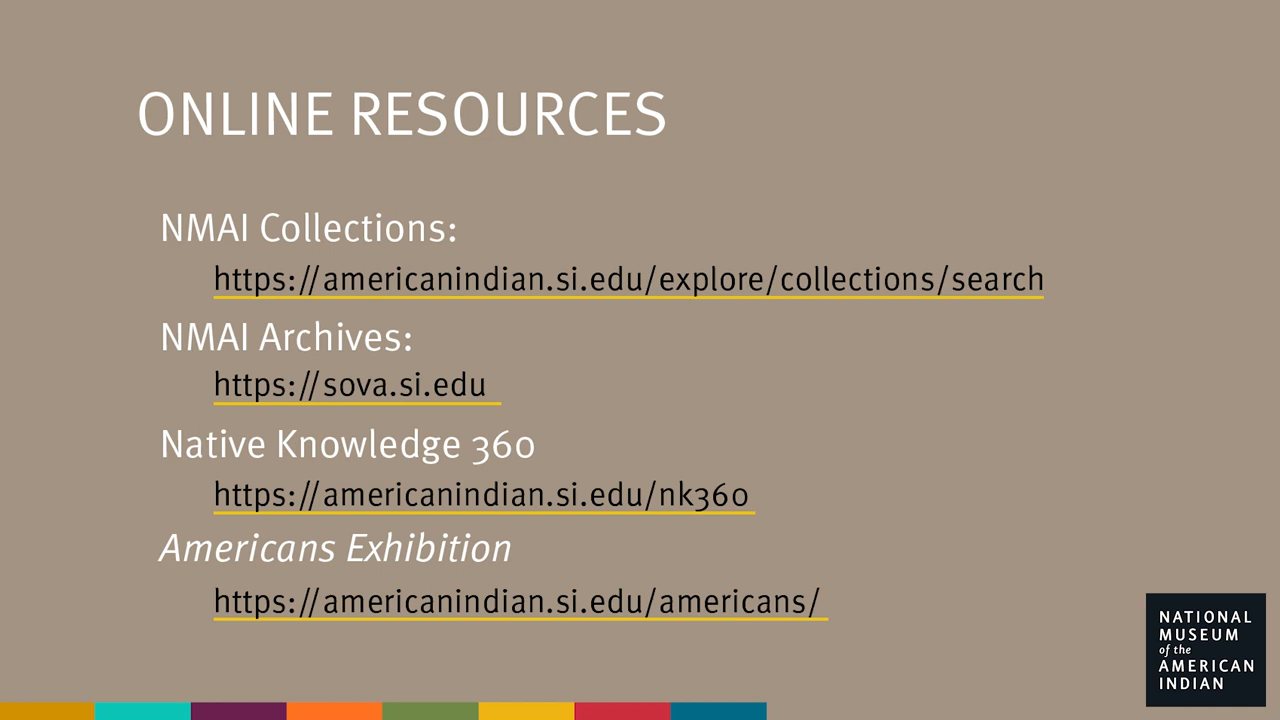 ONLINE RESOURCES
NMAI Collections:
https://americanindian.si.edu/explore/collections/search
NMAI Archives:
https://sova.si.edu
Native Knowledge 360
https://americanindian.si.edu/nk360
Americans Exhibition
https://americanindian.si.edu/americans/
NATIONAL
MUSEUM
of the
AMERICAN
INDIAN